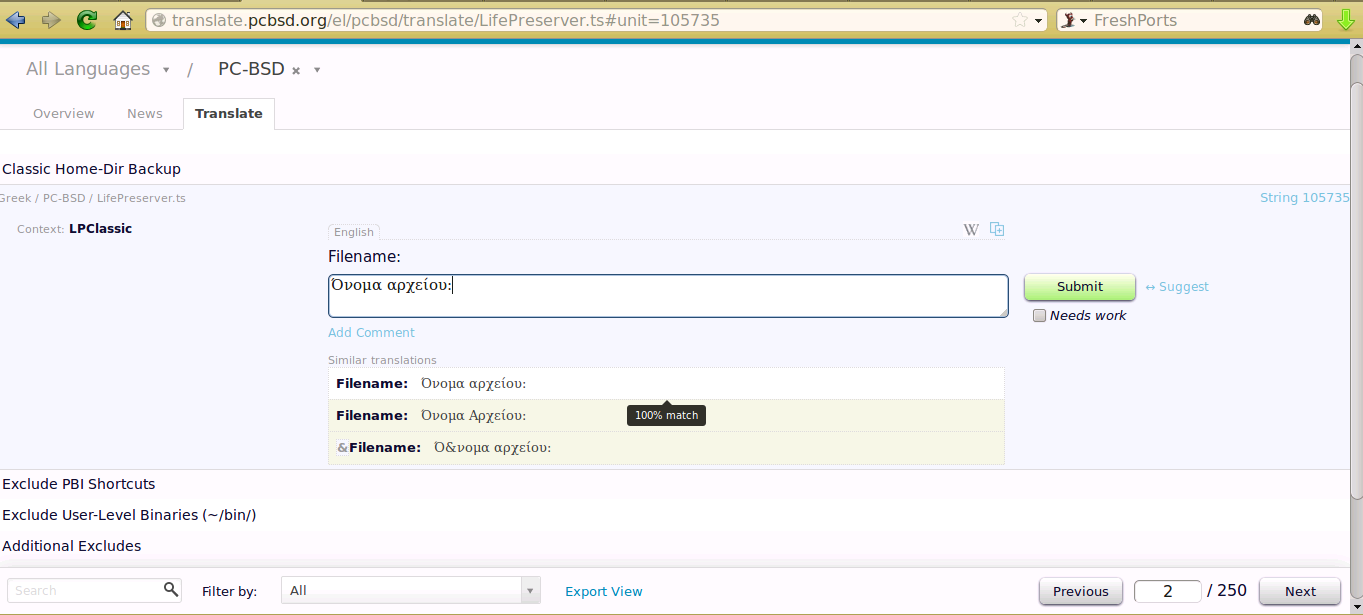 translate.pcbsd.org/el/pcbsd/translate/LifePreserver.ts#unit=105735 FreshPorts
All Languages / PC-BSD
Overview News Translate
Classic Home-Dir Backup
Greek / PC-BSD / LifePreserver.ts String 105735
Context: LPClassic English W
Filename:
Όνομα αρχείου: Submit ↔ Suggest
Needs work
Add Comment
Similar translations
Filename: Όνομα αρχείου:
Filename: Όνομα Αρχείου: 100% match
&Filename: Ό&νομα αρχείου:
Exclude PBI Shortcuts
Exclude User-Level Binaries (~/bin/)
Additional Excludes
Search Filter by: All Export View Previous 2 / 250 Next